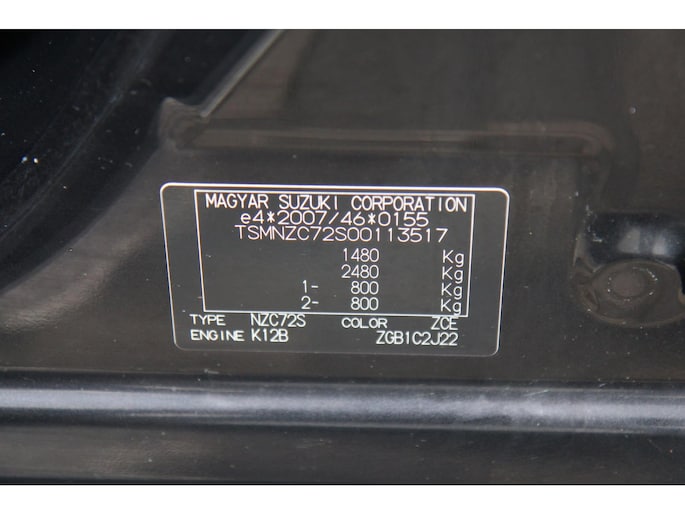 MAGYAR SUZUKI CORPORATION
e4*2007/46*0155
TSMNZC72S00113517
1480 Kg
2480 Kg
1- 800 Kg
2- 800 Kg
TYPE NZC72S COLOR ZCE
ENGINE K12B ZGB1C2J22